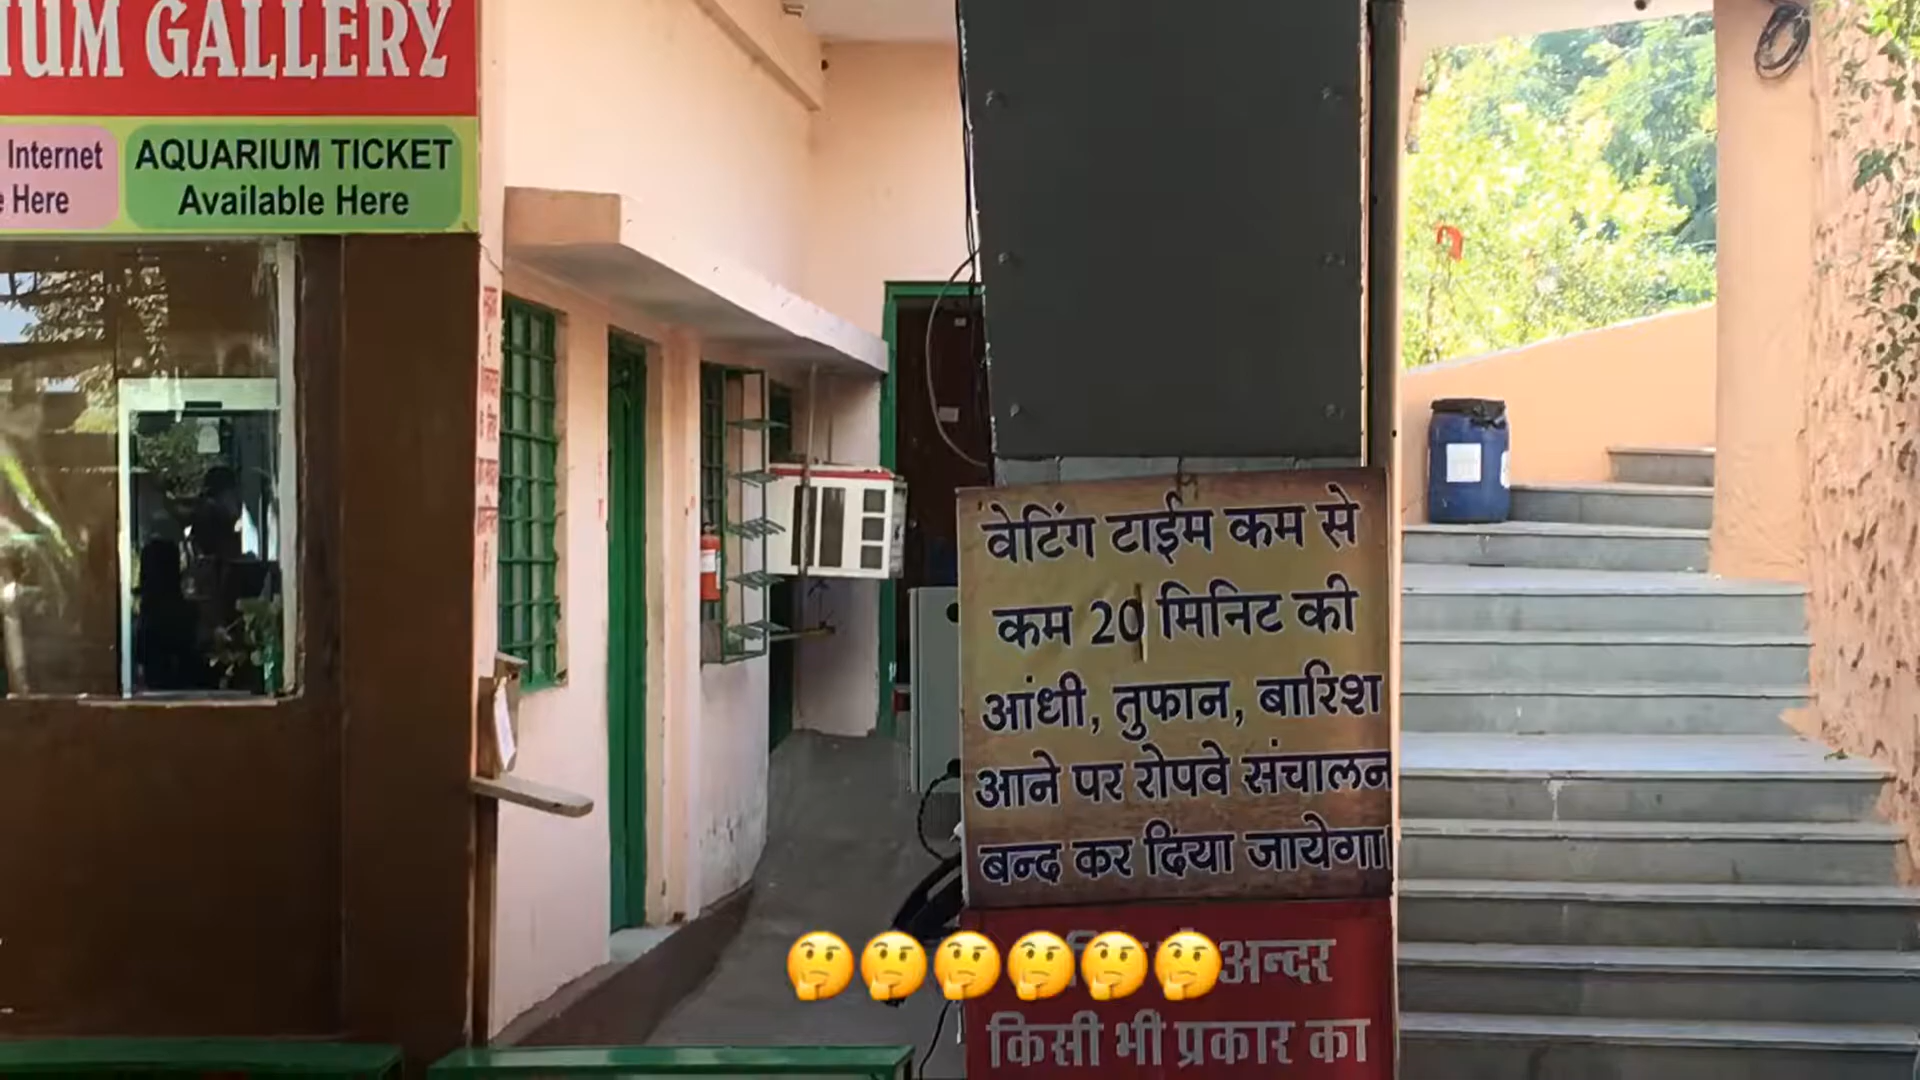 IUM GALLERY
Internet
Here
AQUARIUM TICKET
Available Here
वेटिंग टाईम कम से
कम 20 मिनिट की
आंधी, तुफान, बारिश
आने पर रोपवे संचालन
बन्द कर दिया जायेगा।
अन्दर
किसी भी प्रकार का